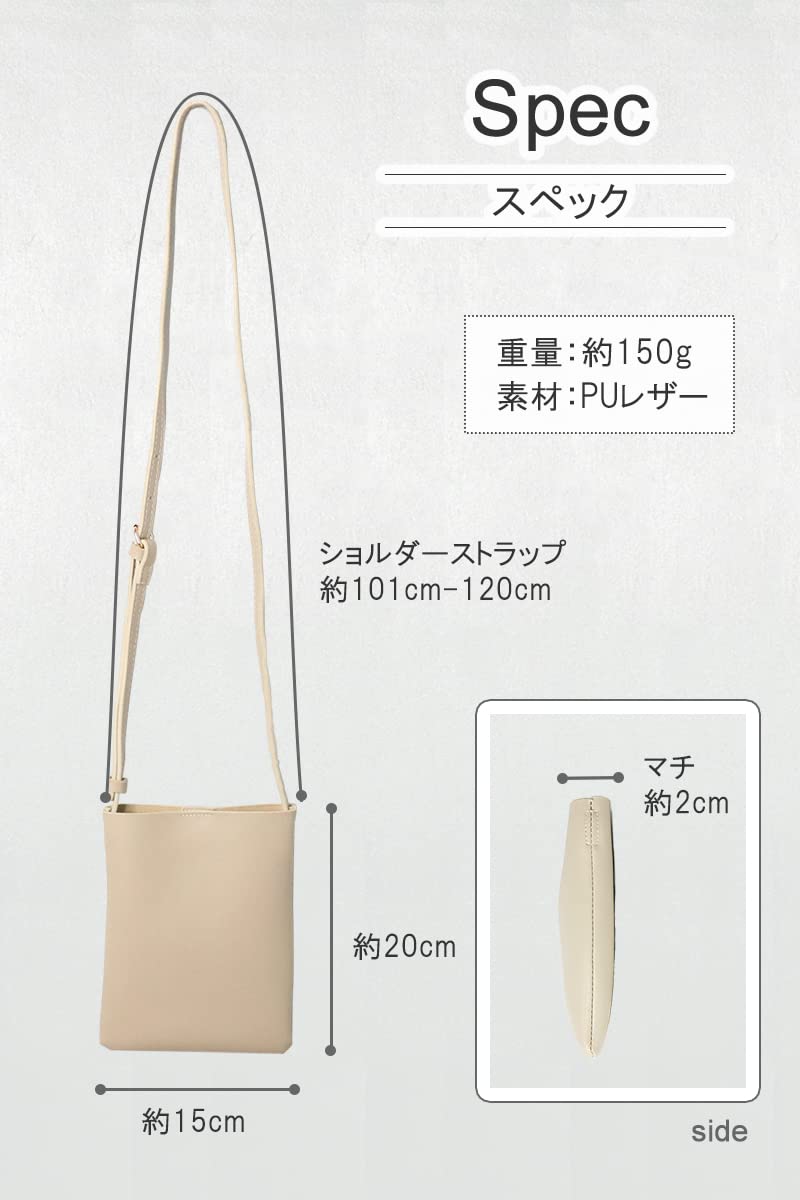 Spec
スペック
重量：約150g
素材：PUレザー
ショルダーストラップ
約101cm-120cm
マチ
約2cm
約20cm
約15cm
side